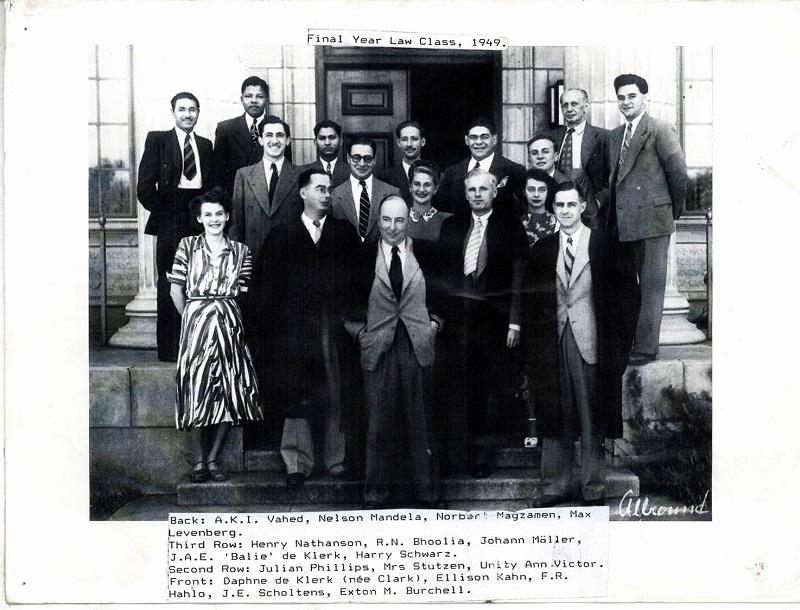 Final Year Law Class, 1949.
Allround
Back: A.K.I. Vahed, Nelson Mandela, Norbert Magzamen, Max
Levenberg.
Third Row: Henry Nathanson, R.N. Bhoolia, Johann Möller,
J.A.E. 'Balie' de Klerk, Harry Schwarz.
Second Row: Julian Phillips, Mrs Stutzen, Unity Ann Victor.
Front: Daphne de Klerk (née Clark), Ellison Kahn, F.R.
Hahlo, J.E. Scholtens, Exton M. Burchell.